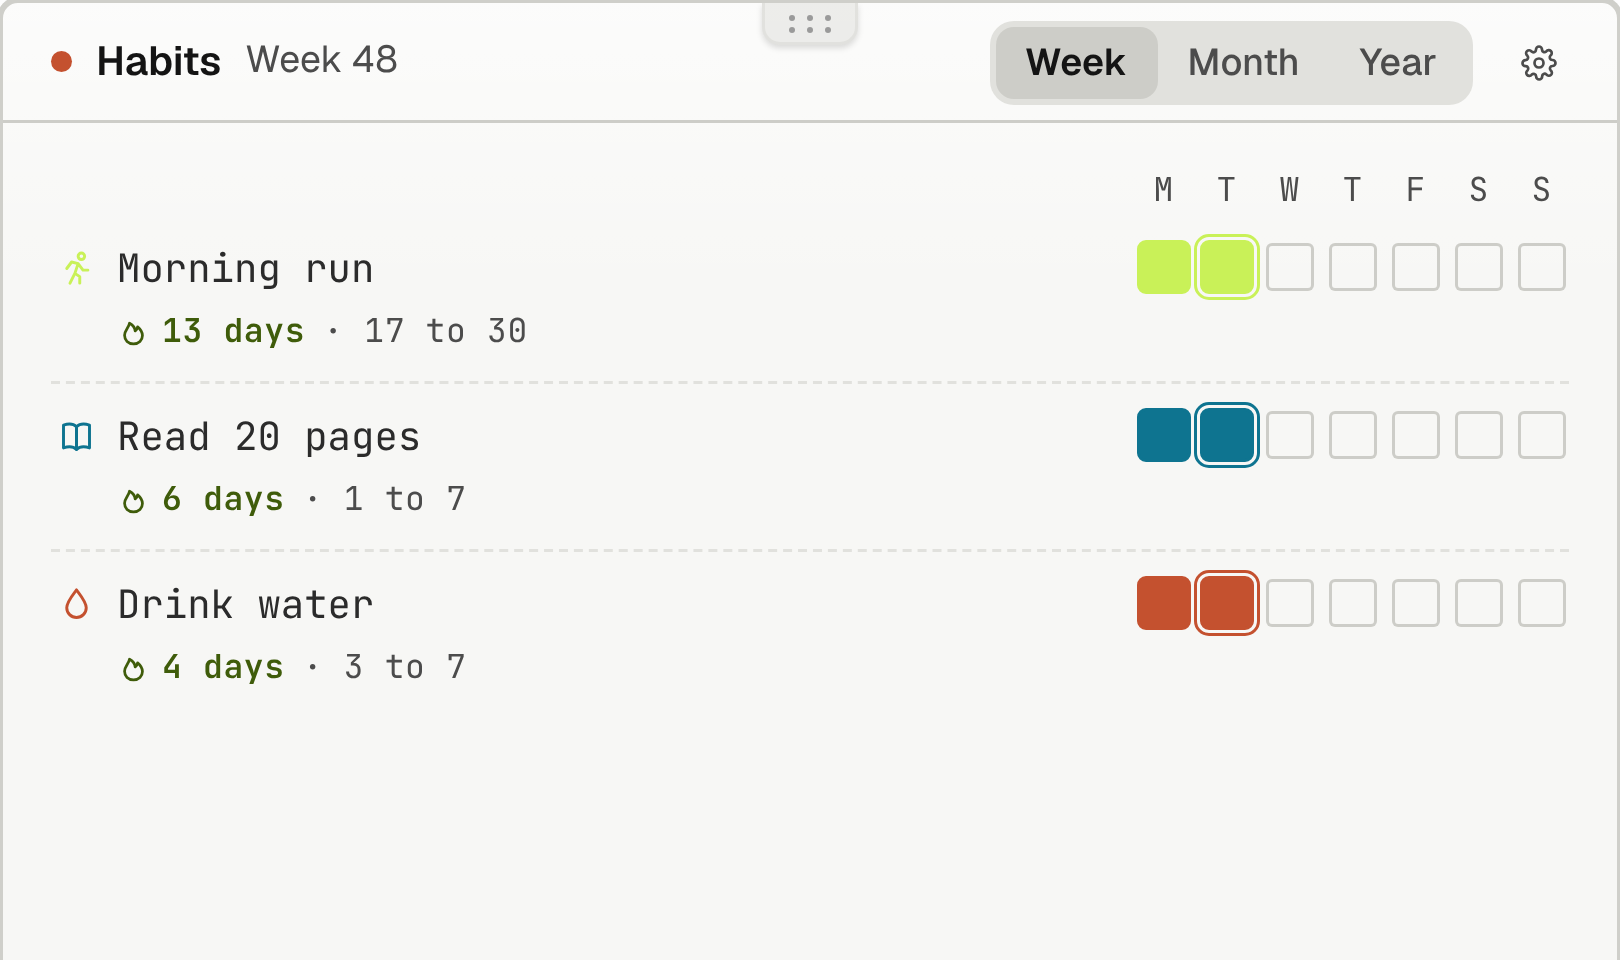 Habits Week 48
Week Month Year
M T W T F S S
Morning run
13 days · 17 to 30
Read 20 pages
6 days · 1 to 7
Drink water
4 days · 3 to 7